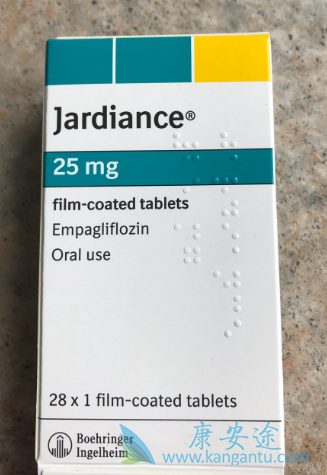 Jardiance®
25 mg
film-coated tablets
Empagliflozin
Oral use
28 x 1 film-coated tablets
Boehringer
Ingelheim
康安途
www.kangantu.com